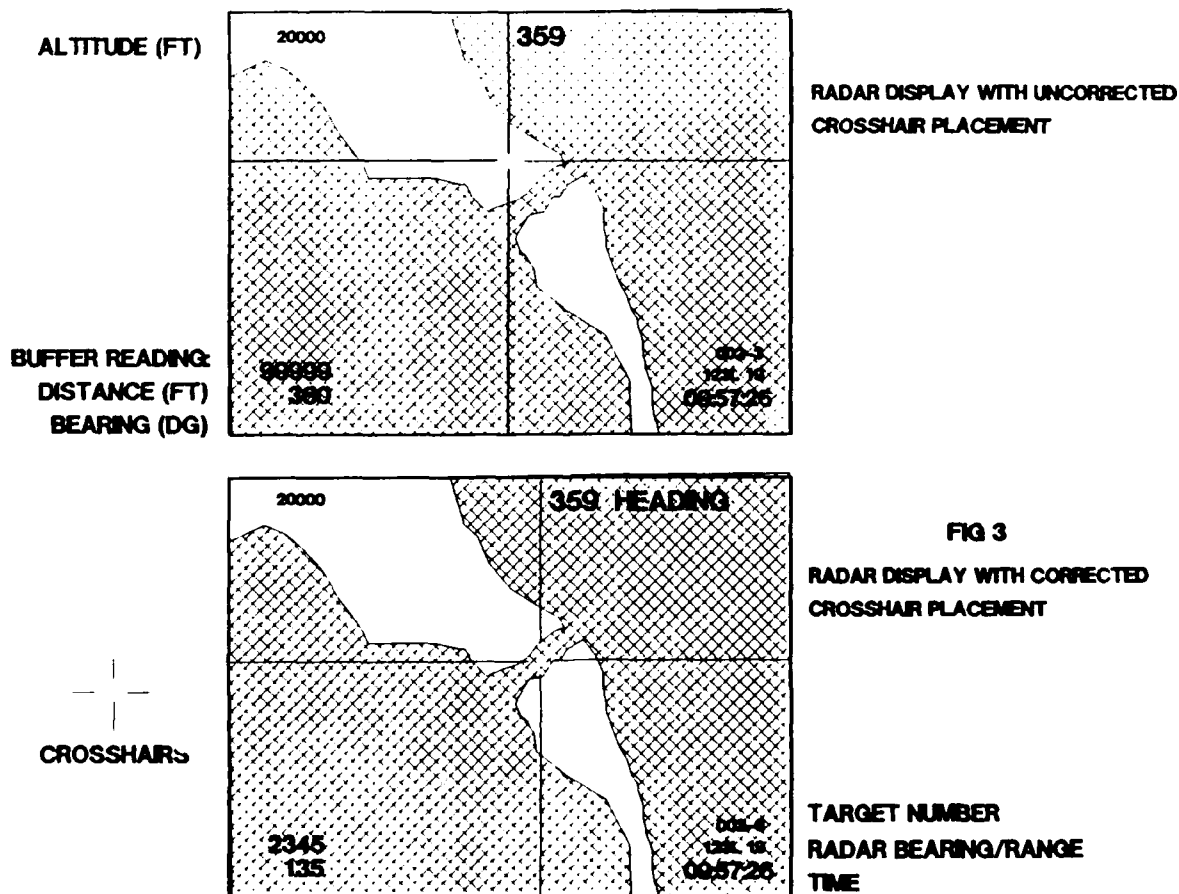 ALTITUDE (FT)
20000
359
RADAR DISPLAY WITH UNCORRECTED
CROSSHAIR PLACEMENT
BUFFER READING:
DISTANCE (FT)
BEARING (DG)
99999
360
09:57:26
20000
359 HEADING
FIG 3
RADAR DISPLAY WITH CORRECTED
CROSSHAIR PLACEMENT
CROSSHAIRS
2345
135
09:57:26
TARGET NUMBER
RADAR BEARING/RANGE
TIME